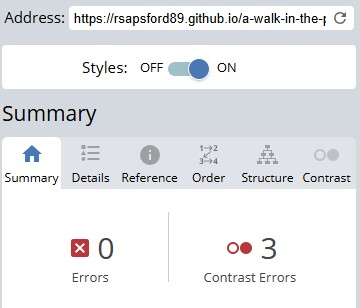 Address: https://rsapsford89.github.io/a-walk-in-the-p
Styles: OFF ON
Summary
Summary Details Reference Order Structure Contrast
0 3
Errors Contrast Errors